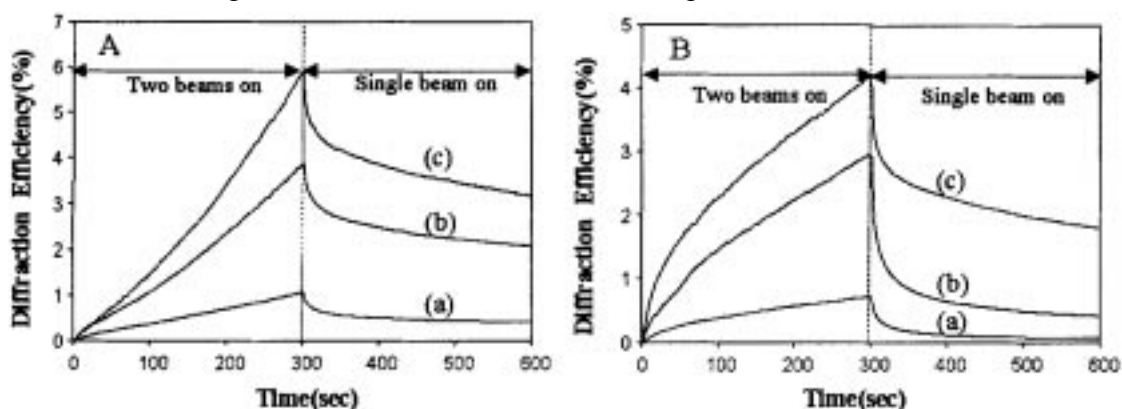 7
A
6
Two beams on
Single beam on
5
4
(c)
3
(b)
2
1
(a)
0
0 100 200 300 400 500 600
Time(sec)
Diffraction Efficiency(%)
5
B
4
Two beams on
Single beam on
3
(c)
2
1
(b)
(a)
0
0 100 200 300 400 500 600
Time(sec)
Diffraction Efficiency(%)